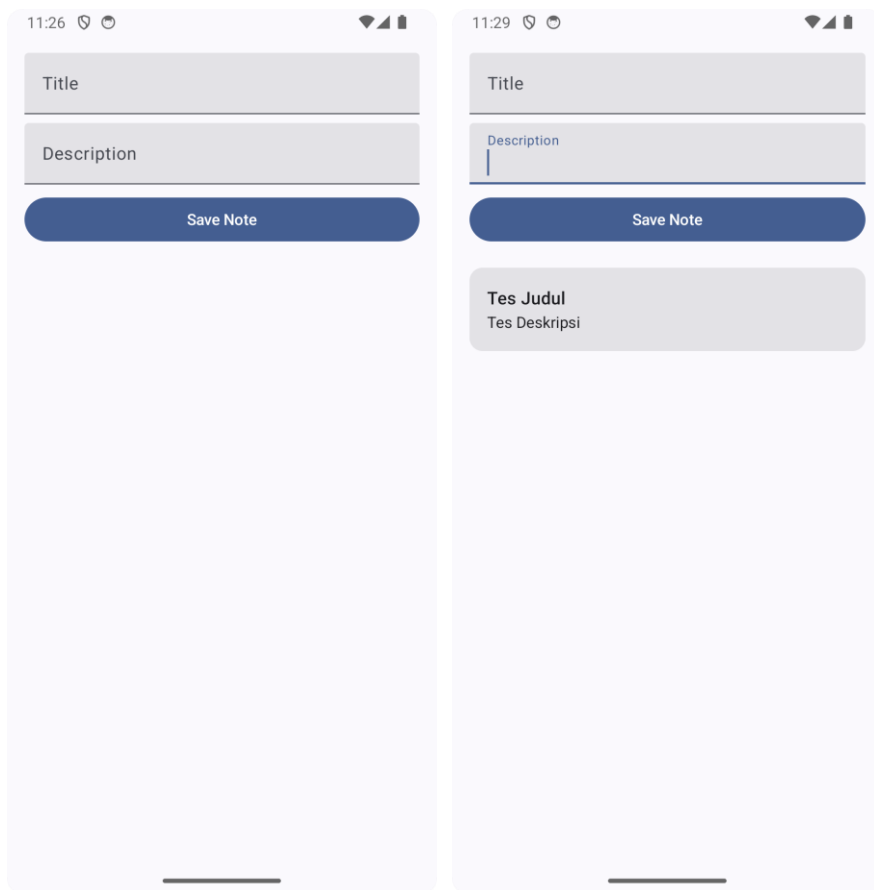 11:26
Title
Description
Save Note
11:29
Title
Description
Save Note
Tes Judul
Tes Deskripsi